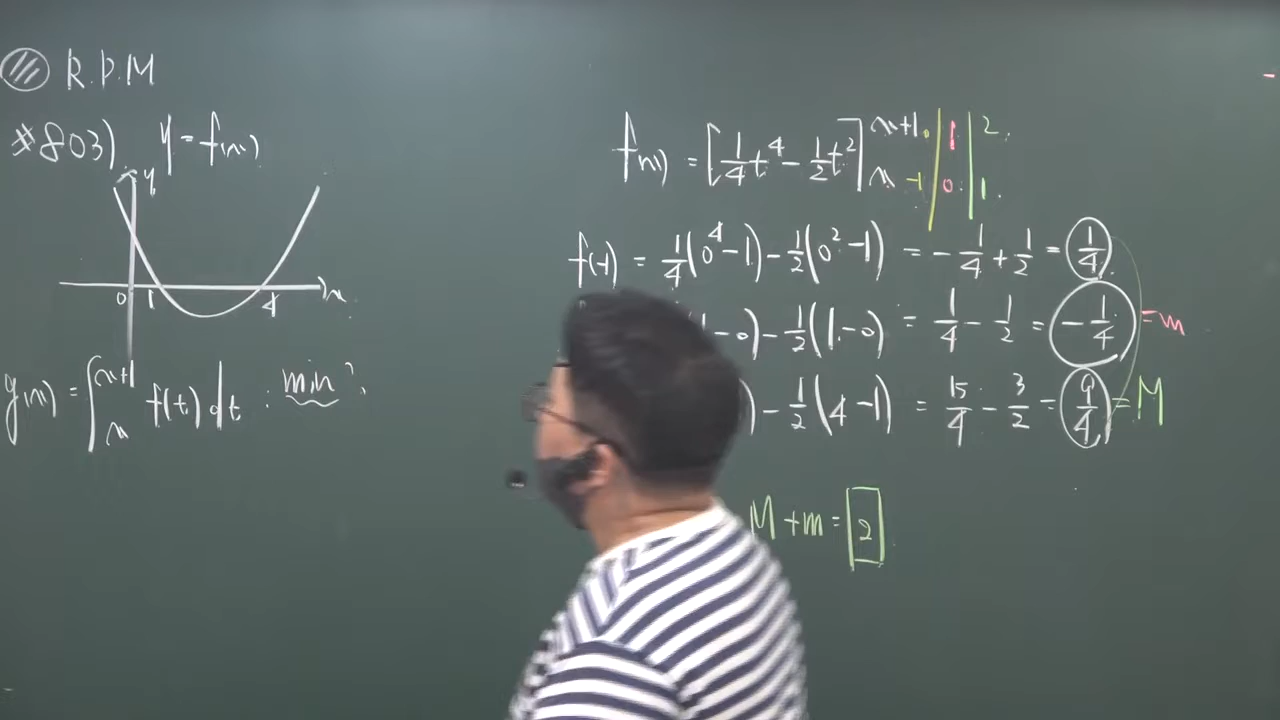 R.P.M
#803) y=f(x)
y
0 1 4 x
g(x) = ∫ₓˣ⁺¹ f(t) dt : min?
f(x) = [1/4 t⁴ - 1/2 t²]ₓˣ⁺¹ 0 | 1 | 2
-1 | 0 | 1
f(-1) = 1/4(0⁴-1) - 1/2(0²-1) = -1/4 + 1/2 = 1/4
1-0) - 1/2(1-0) = 1/4 - 1/2 = -1/4 = m
) - 1/2(4-1) = 15/4 - 3/2 = 9/4 = M
M+m = 2